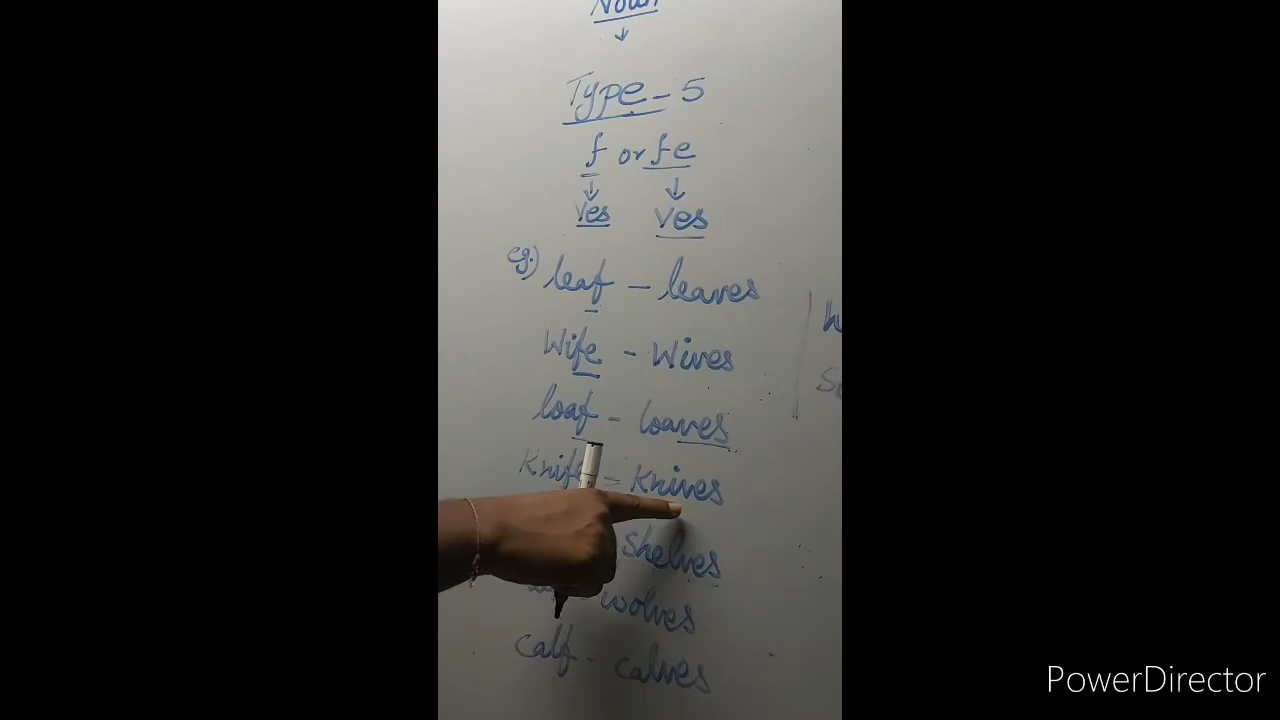 Noun
↓
Type - 5
f or fe
↓ ↓
ves ves
eg.) leaf - leaves
Wife - Wives
loaf - loaves
Knife - Knives
Shelves
- wolves
calf - calves
PowerDirector